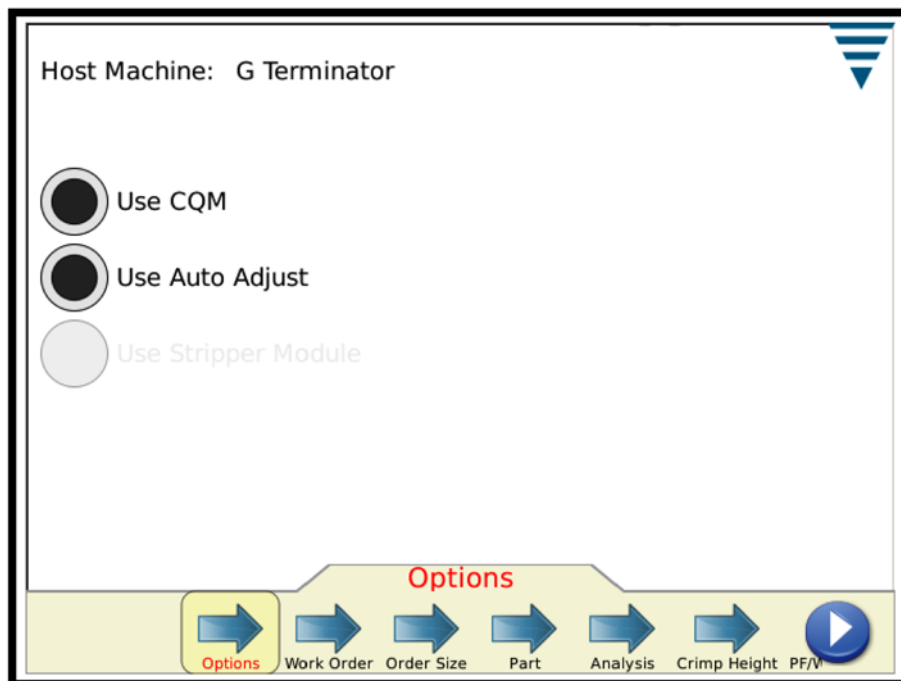 Host Machine: G Terminator
Use CQM
Use Auto Adjust
Use Stripper Module
Options
Options Work Order Order Size Part Analysis Crimp Height